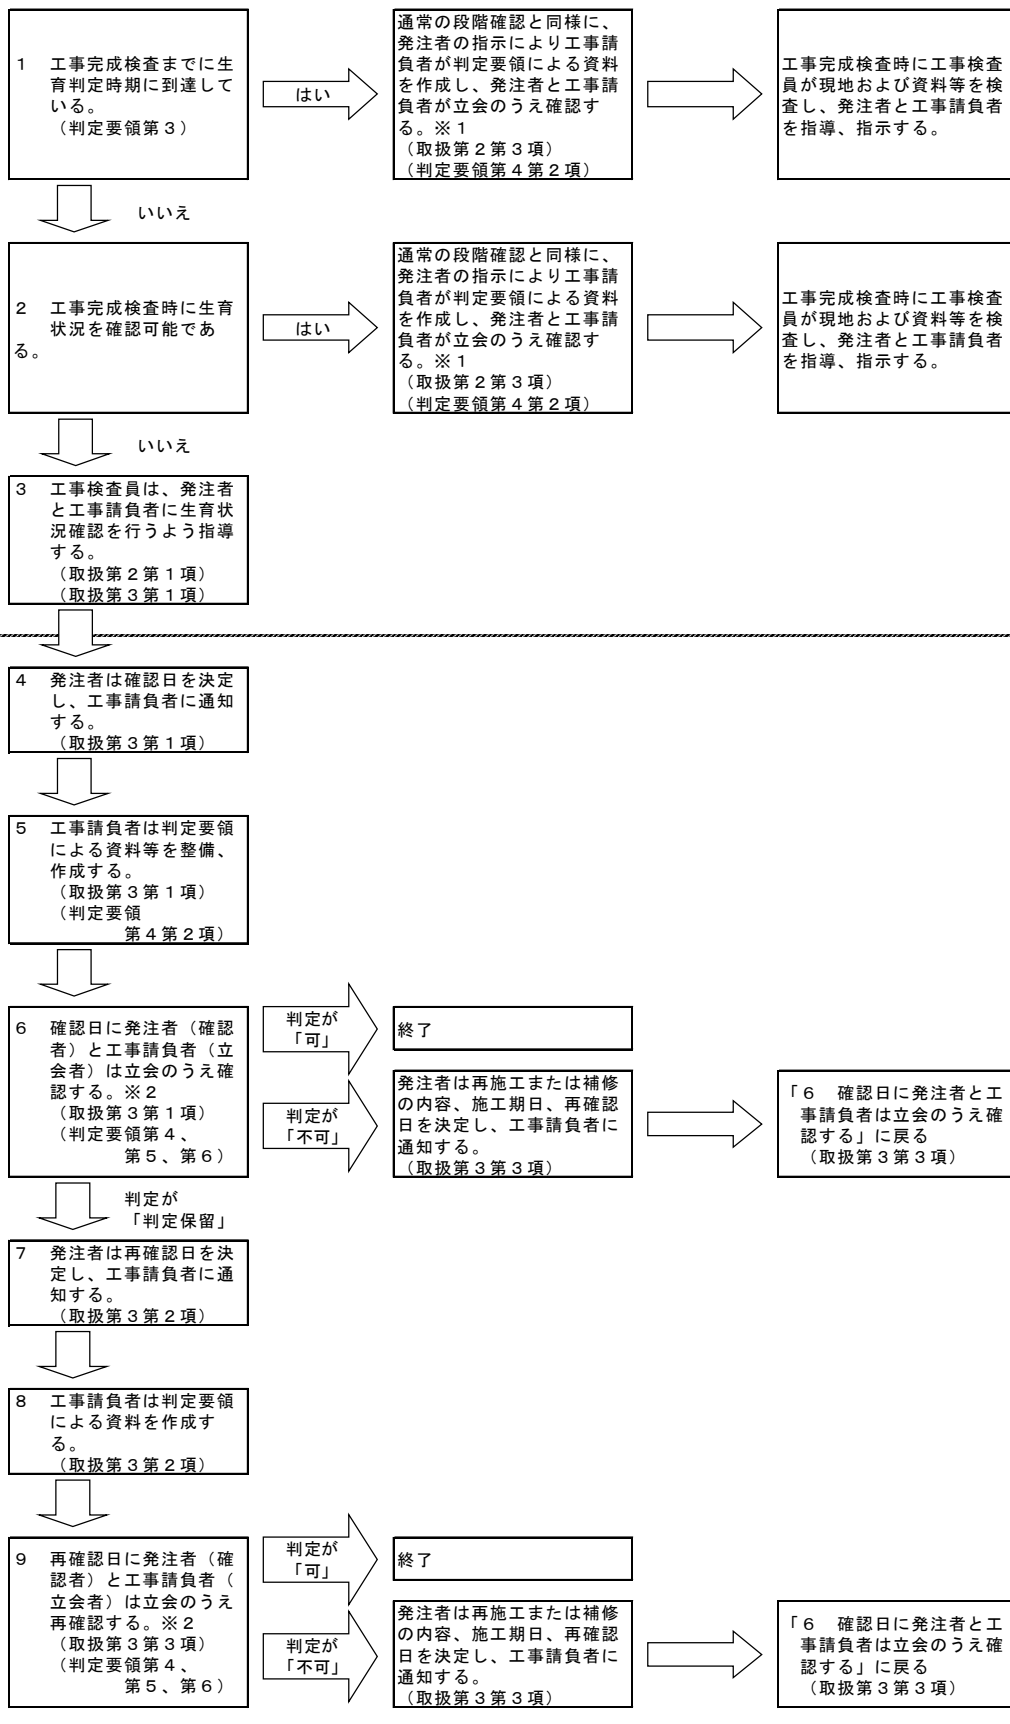 1 工事完成検査までに生
育判定時期に到達して
いる。
（判定要領第３）
はい
通常の段階確認と同様に、
発注者の指示により工事請
負者が判定要領による資料
を作成し、発注者と工事請
負者が立会のうえ確認す
る。※１
（取扱第２第３項）
（判定要領第４第２項）
工事完成検査時に工事検査
員が現地および資料等を検
査し、発注者と工事請負者
を指導、指示する。
いいえ
2 工事完成検査時に生育
状況を確認可能であ
る。
はい
通常の段階確認と同様に、
発注者の指示により工事請
負者が判定要領による資料
を作成し、発注者と工事請
負者が立会のうえ確認す
る。※１
（取扱第２第３項）
（判定要領第４第２項）
工事完成検査時に工事検査
員が現地および資料等を検
査し、発注者と工事請負者
を指導、指示する。
いいえ
3 工事検査員は、発注者
と工事請負者に生育状
況確認を行うよう指導
する。
（取扱第２第１項）
（取扱第３第１項）
4 発注者は確認日を決定
し、工事請負者に通知
する。
（取扱第３第１項）
5 工事請負者は判定要領
による資料等を整備、
作成する。
（取扱第３第１項）
（判定要領
第４第２項）
6 確認日に発注者（確認
者）と工事請負者（立
会者）は立会のうえ確
認する。※２
（取扱第３第１項）
（判定要領第４、
第５、第６）
判定が
「可」
終了
判定が
「不可」
発注者は再施工または補修
の内容、施工期日、再確認
日を決定し、工事請負者に
通知する。
（取扱第３第３項）
「６ 確認日に発注者と工
事請負者は立会のうえ確
認する」に戻る
（取扱第３第３項）
判定が
「判定保留」
7 発注者は再確認日を決
定し、工事請負者に通
知する。
（取扱第３第２項）
8 工事請負者は判定要領
による資料を作成す
る。
（取扱第３第２項）
9 再確認日に発注者（確
認者）と工事請負者（
立会者）は立会のうえ
再確認する。※２
（取扱第３第３項）
（判定要領第４、
第５、第６）
判定が
「可」
終了
判定が
「不可」
発注者は再施工または補修
の内容、施工期日、再確認
日を決定し、工事請負者に
通知する。
（取扱第３第３項）
「６ 確認日に発注者と工
事請負者は立会のうえ確
認する」に戻る
（取扱第３第３項）